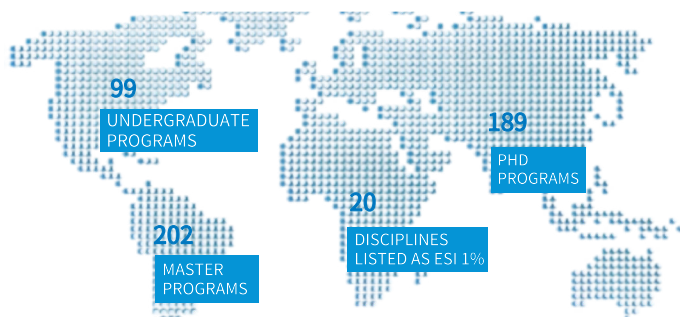 99
UNDERGRADUATE
PROGRAMS
189
PHD
PROGRAMS
202
MASTER
PROGRAMS
20
DISCIPLINES
LISTED AS ESI 1%